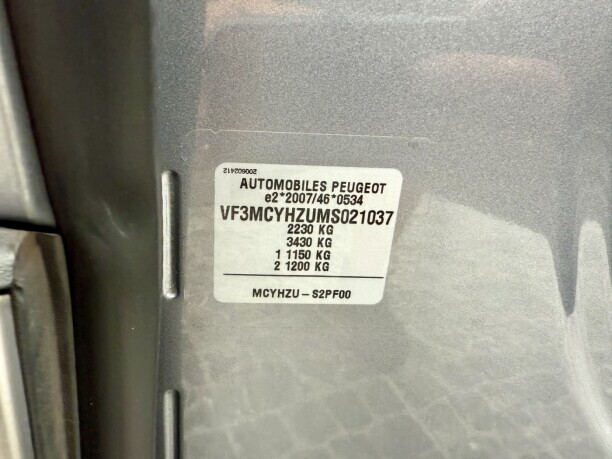 200602412
AUTOMOBILES PEUGEOT
e2*2007/46*0534
VF3MCYHZUMS021037
2230 KG
3430 KG
1 1150 KG
2 1200 KG
MCYHZU – S2PF00